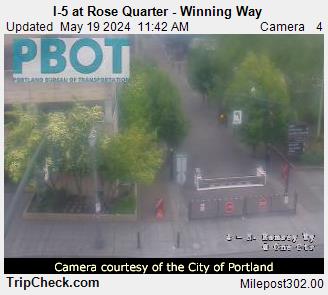 I-5 at Rose Quarter - Winning Way
Updated May 19 2024 11:42 AM Camera 4
PBOT
PORTLAND BUREAU OF TRANSPORTATION
Camera courtesy of the City of Portland
TripCheck.com Milepost302.00